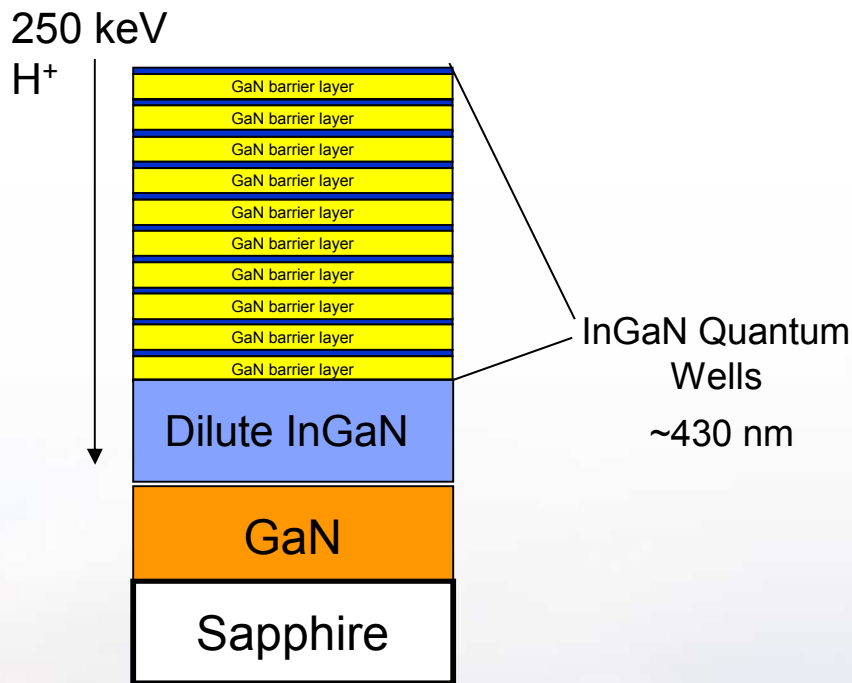 250 keV
H⁺
GaN barrier layer
GaN barrier layer
GaN barrier layer
GaN barrier layer
GaN barrier layer
GaN barrier layer
GaN barrier layer
GaN barrier layer
GaN barrier layer
GaN barrier layer
InGaN Quantum
Wells
~430 nm
Dilute InGaN
GaN
Sapphire